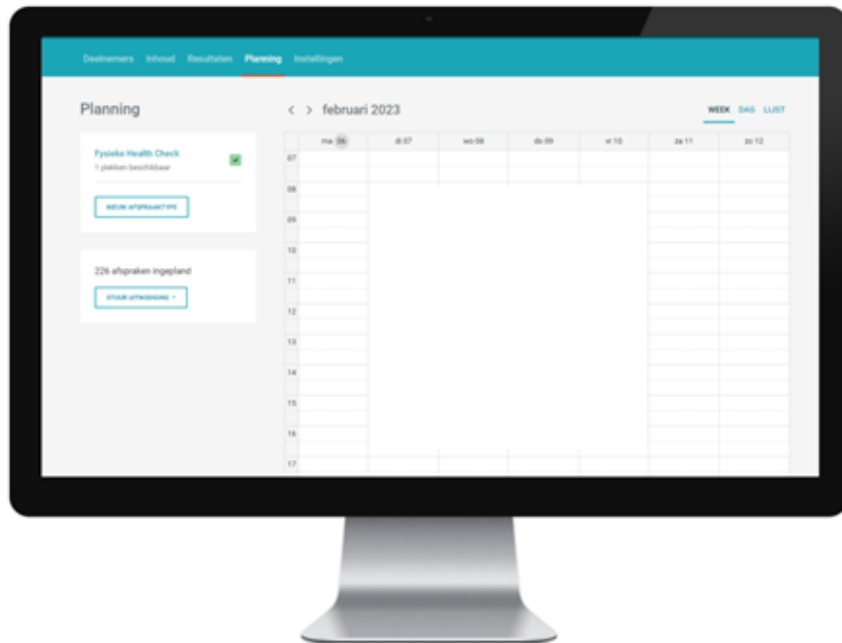 Deelnemers Inhoud Resultaten Planning Instellingen
Planning
Fysieke Health Check
1 plekken beschikbaar
NIEUW AFSPRAAKTYPE
226 afspraken ingepland
STUUR UITNODIGING
< > februari 2023
WEEK DAG LIJST
ma 06 di 07 wo 08 do 09 vr 10 za 11 zo 12
07
08
09
10
11
12
13
14
15
16
17